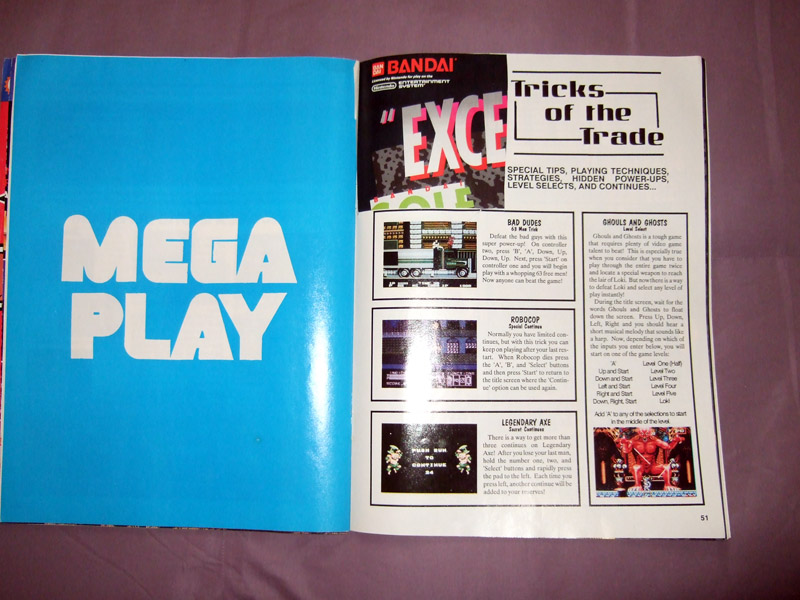 MEGA
PLAY
BAN
DAI
BANDAI
Licensed by Nintendo for play on the
Nintendo
ENTERTAINMENT
SYSTEM
"EXCE
BANDAI
GOLF
Tricks
of the
Trade
SPECIAL TIPS, PLAYING TECHNIQUES,
STRATEGIES, HIDDEN POWER-UPS,
LEVEL SELECTS, AND CONTINUES...
BAD DUDES
63 Man Trick
Defeat the bad guys with this
super power-up! On controller
two, press 'B', 'A', Down, Up,
Down, Up. Next, press 'Start' on
controller one and you will begin
play with a whopping 63 free men!
Now anyone can beat the game!
ROBOCOP
Special Continue
Normally you have limited con-
tinues, but with this trick you can
keep on playing after your last re-
start. When Robocop dies press
the 'A', 'B', and 'Select' buttons
and then press 'Start' to return to
the title screen where the 'Contin-
ue' option can be used again.
LEGENDARY AXE
Secret Continues
There is a way to get more than
three continues on Legendary
Axe! After you lose your last man,
hold the number one, two, and
'Select' buttons and rapidly press
the pad to the left. Each time you
press left, another continue will be
added to your reserves!
PUSH RUN
TO
CONTINUE
24
GHOULS AND GHOSTS
Level Select
Ghouls and Ghosts is a tough game
that requires plenty of video game
talent to beat! This is especially true
when you consider that you have to
play through the entire game twice
and locate a special weapon to reach
the lair of Loki. But now there is a way
to defeat Loki and select any level of
play instantly!
During the title screen, wait for the
words Ghouls and Ghosts to float
down the screen. Press Up, Down,
Left, Right and you should hear a
short musical melody that sounds like
a harp. Now, depending on which of
the inputs you enter below, you will
start on one of the game levels:
'A' Level One (Half)
Up and Start Level Two
Down and Start Level Three
Left and Start Level Four
Right and Start Level Five
Down, Right, Start Loki
Add 'A' to any of the selections to start
in the middle of the level.
51